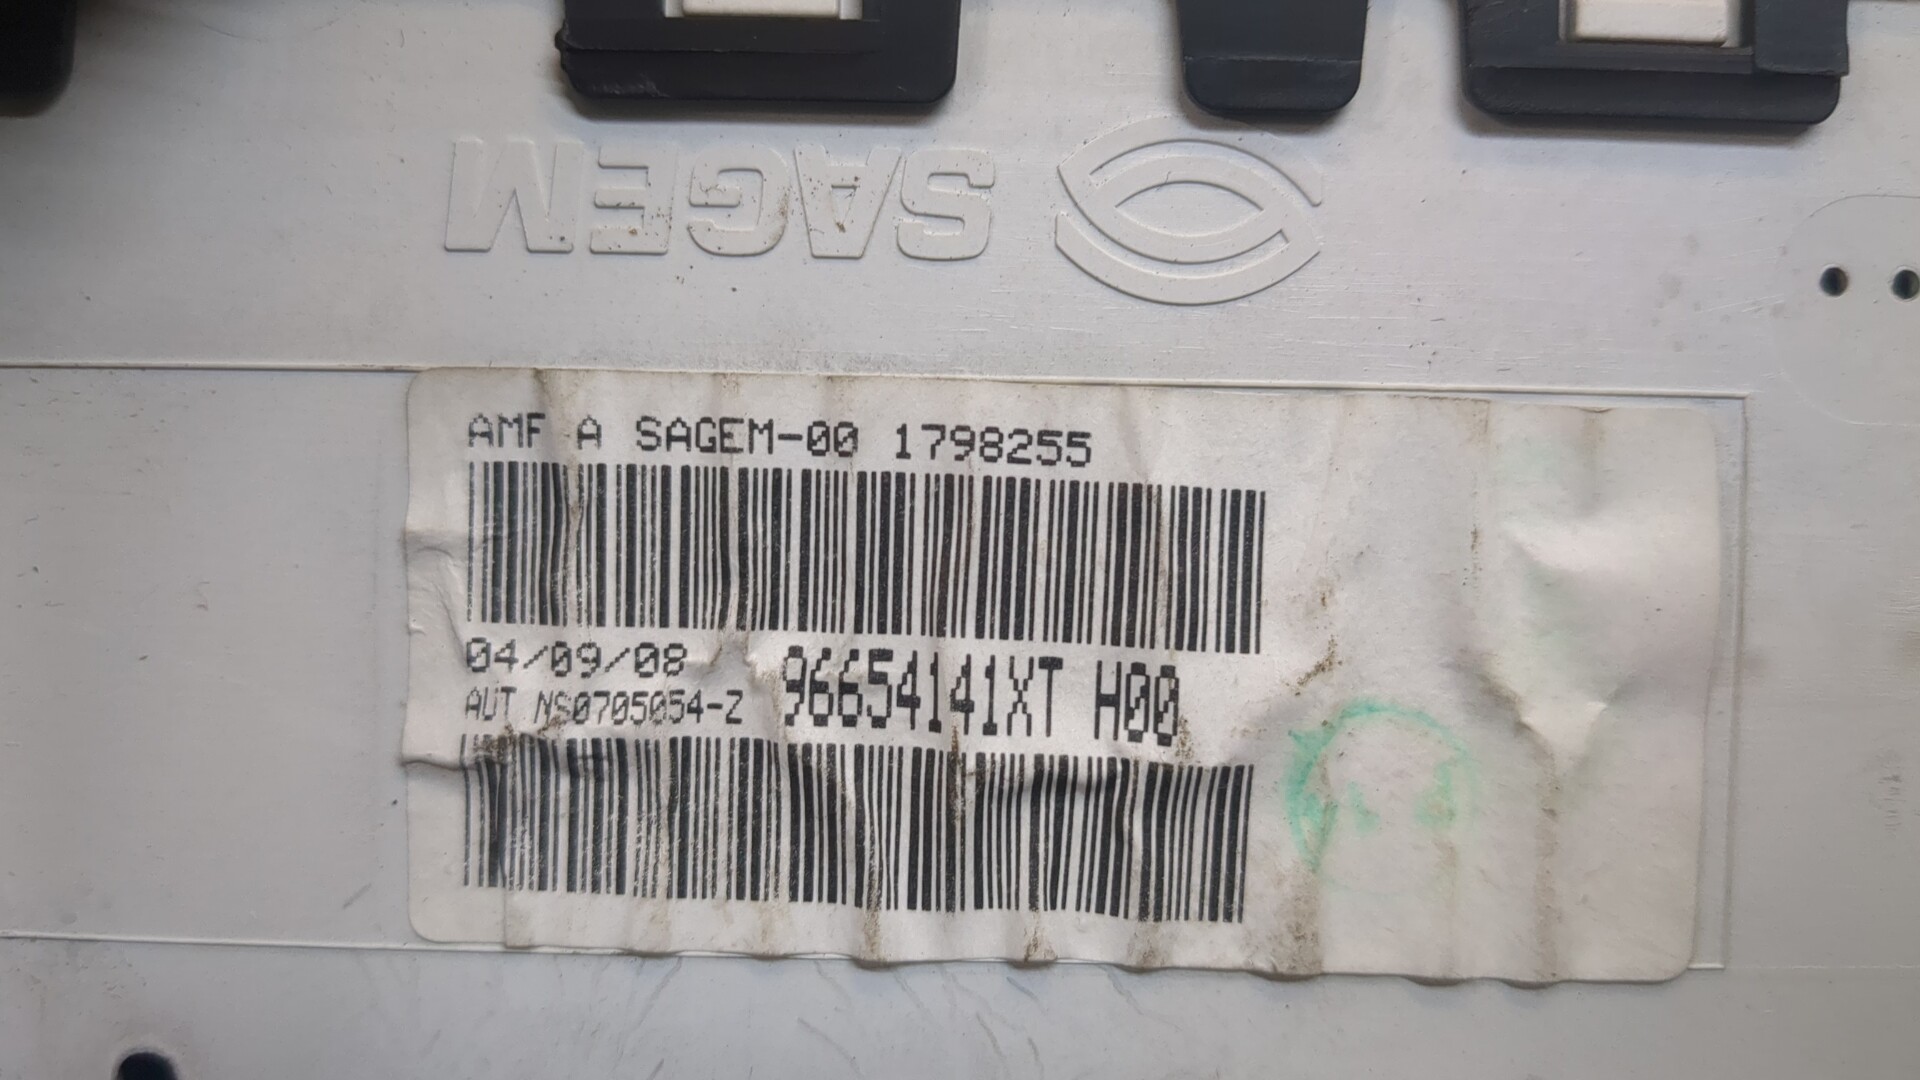 SAGEM
AMF A SAGEM-00 1798255
04/09/08
AUT NS0705054-Z 96654141XT H00